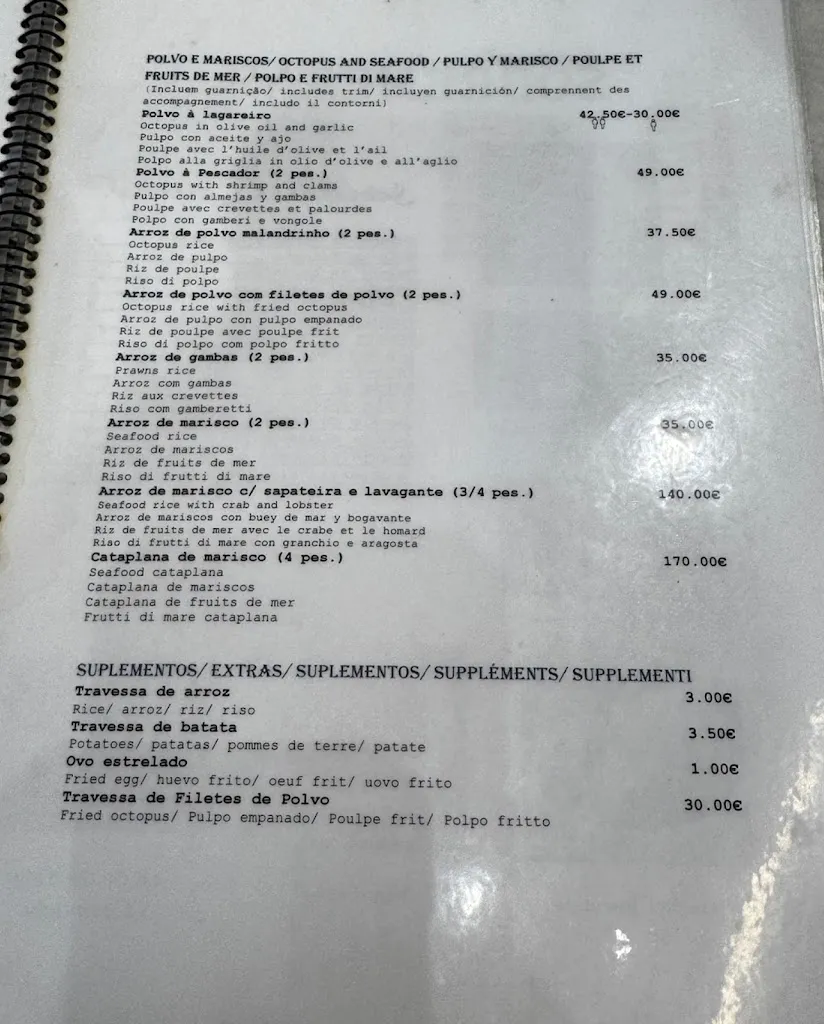 POLVO E MARISCOS/ OCTOPUS AND SEAFOOD / PULPO Y MARISCO / POULPE ET
FRUITS DE MER / POLPO E FRUTTI DI MARE
(Incluem guarnição/ includes trim/ incluyen guarnición/ comprennent des
accompagnement/ includo il contorni)
Polvo à lagareiro 42.50€-30.00€
Octopus in olive oil and garlic
Pulpo con aceite y ajo
Poulpe avec l'huile d'olive et l'ail
Polpo alla griglia in olio d'olive e all'aglio
Polvo à Pescador (2 pes.) 49.00€
Octopus with shrimp and clams
Pulpo con almejas y gambas
Poulpe avec crevettes et palourdes
Polpo con gamberi e vongole
Arroz de polvo malandrinho (2 pes.) 37.50€
Octopus rice
Arroz de pulpo
Riz de poulpe
Riso di polpo
Arroz de polvo com filetes de polvo (2 pes.) 49.00€
Octopus rice with fried octopus
Arroz de pulpo con pulpo empanado
Riz de poulpe avec poulpe frit
Riso di polpo com polpo fritto
Arroz de gambas (2 pes.) 35.00€
Prawns rice
Arroz com gambas
Riz aux crevettes
Riso com gamberetti
Arroz de marisco (2 pes.) 35.00€
Seafood rice
Arroz de mariscos
Riz de fruits de mer
Riso di frutti di mare
Arroz de marisco c/ sapateira e lavagante (3/4 pes.) 140.00€
Seafood rice with crab and lobster
Arroz de mariscos con buey de mar y bogavante
Riz de fruits de mer avec le crabe et le homard
Riso di frutti di mare con granchio e aragosta
Cataplana de marisco (4 pes.) 170.00€
Seafood cataplana
Cataplana de mariscos
Cataplana de fruits de mer
Frutti di mare cataplana
SUPLEMENTOS/ EXTRAS/ SUPLEMENTOS/ SUPPLÉMENTS/ SUPPLEMENTI
Travessa de arroz 3.00€
Rice/ arroz/ riz/ riso
Travessa de batata 3.50€
Potatoes/ patatas/ pommes de terre/ patate
Ovo estrelado 1.00€
Fried egg/ huevo frito/ oeuf frit/ uovo frito
Travessa de Filetes de Polvo 30.00€
Fried octopus/ Pulpo empanado/ Poulpe frit/ Polpo fritto